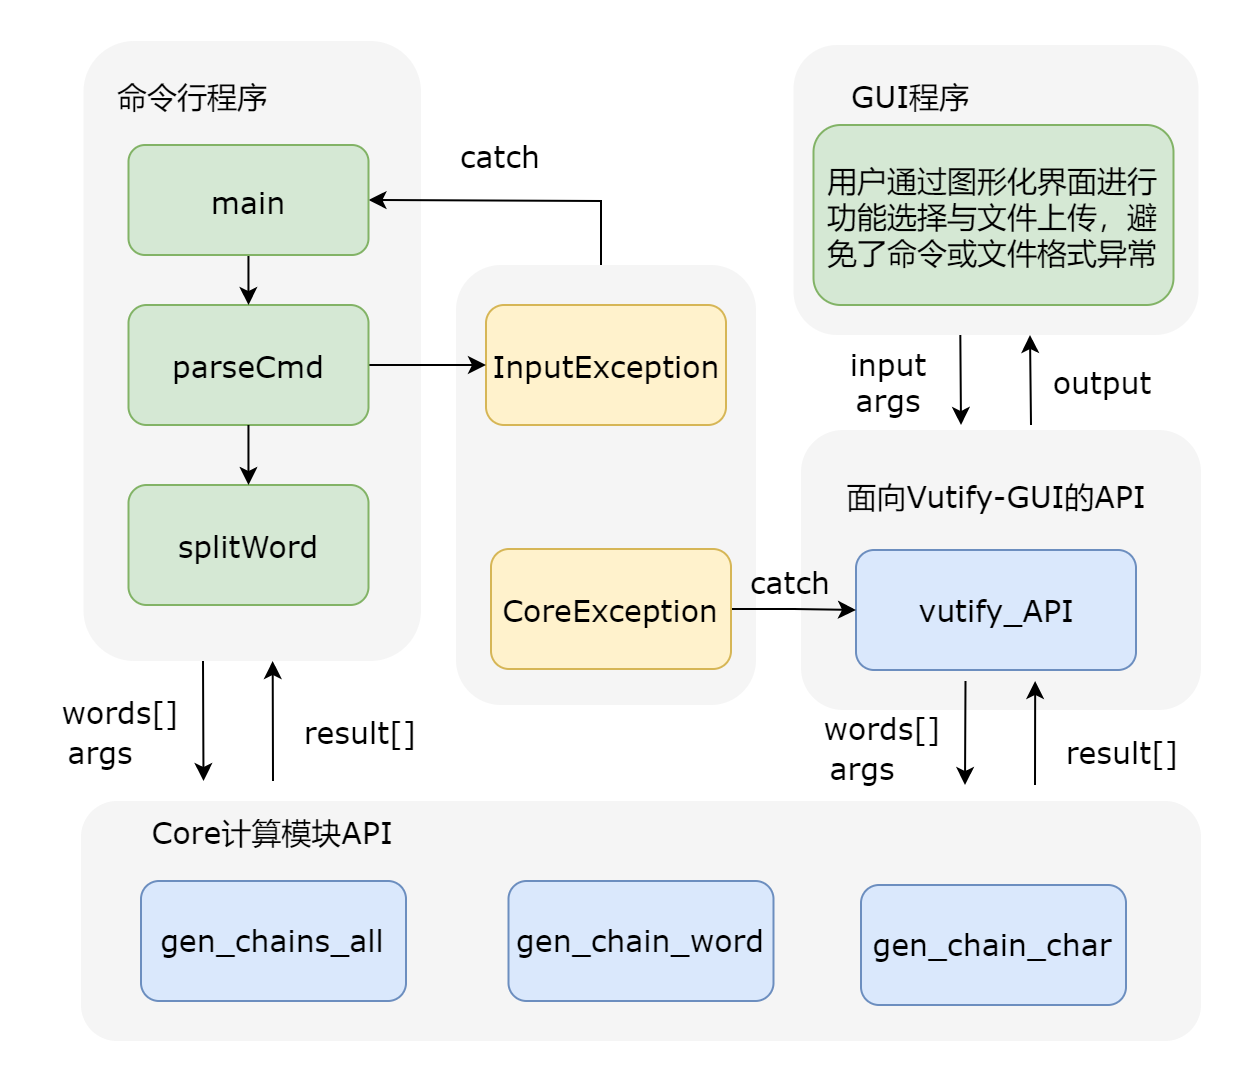 命令行程序
main
parseCmd
splitWord
catch
InputException
CoreException
catch
GUI程序
用户通过图形化界面进行
功能选择与文件上传，避
免了命令或文件格式异常
input
args
output
面向Vutify-GUI的API
vutify_API
words[]
args
result[]
words[]
args
result[]
Core计算模块API
gen_chains_all
gen_chain_word
gen_chain_char